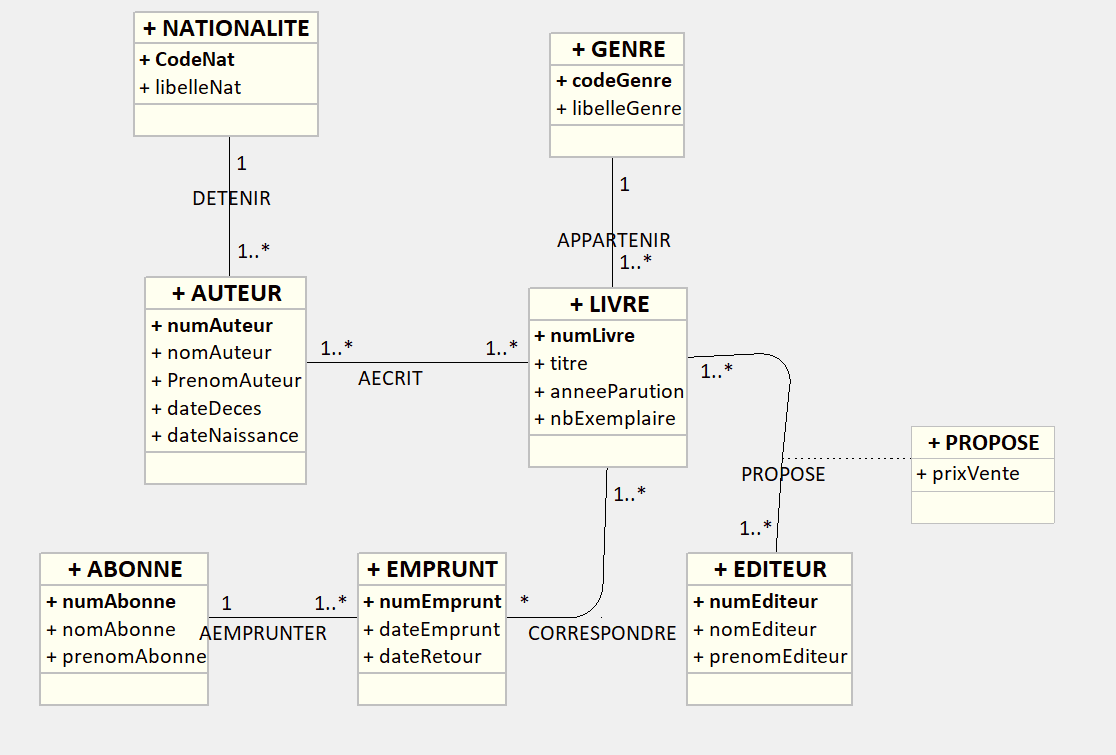 + NATIONALITE
+ CodeNat
+ libelleNat
+ GENRE
+ codeGenre
+ libelleGenre
1
DETENIR
1..*
1
APPARTENIR
1..*
+ AUTEUR
+ numAuteur
+ nomAuteur
+ PrenomAuteur
+ dateDeces
+ dateNaissance
1..*
1..*
AECRIT
+ LIVRE
+ numLivre
+ titre
+ anneeParution
+ nbExemplaire
1..*
PROPOSE
1..*
+ PROPOSE
+ prixVente
1..*
+ ABONNE
+ numAbonne
+ nomAbonne
+ prenomAbonne
1
1..*
AEMPRUNTER
+ EMPRUNT
+ numEmprunt
+ dateEmprunt
+ dateRetour
*
CORRESPONDRE
+ EDITEUR
+ numEditeur
+ nomEditeur
+ prenomEditeur